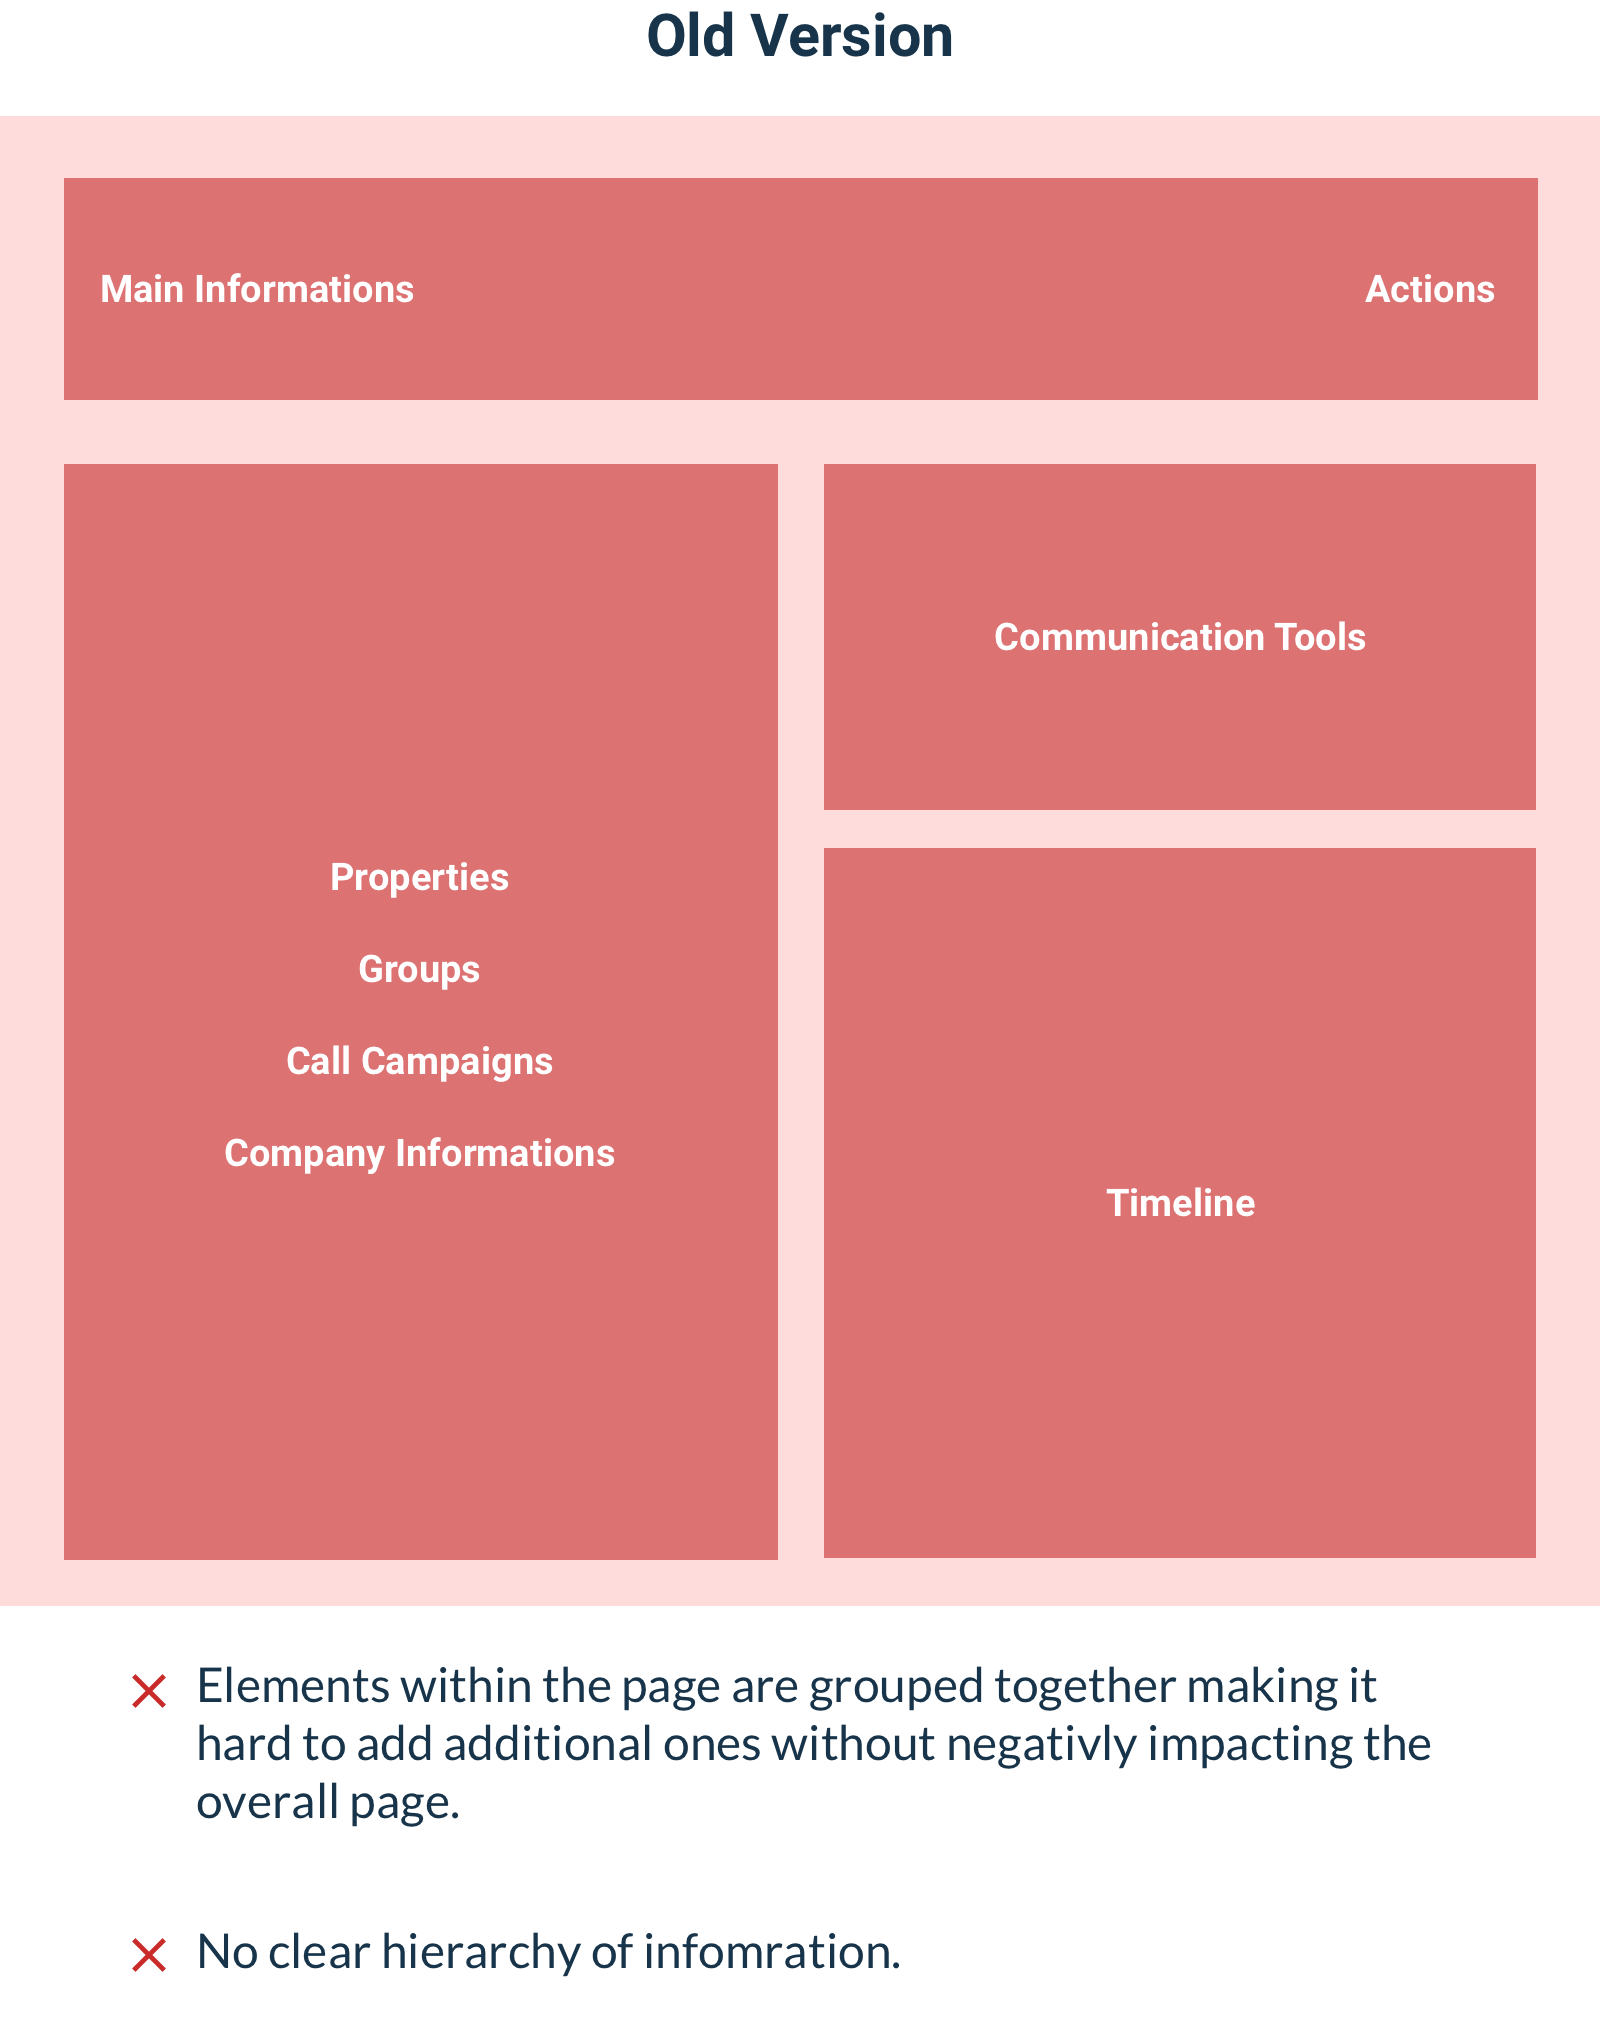 Old Version
Main Informations
Actions
Properties
Groups
Call Campaigns
Company Informations
Communication Tools
Timeline
Elements within the page are grouped together making it
hard to add additional ones without negativly impacting the
overall page.
No clear hierarchy of infomration.